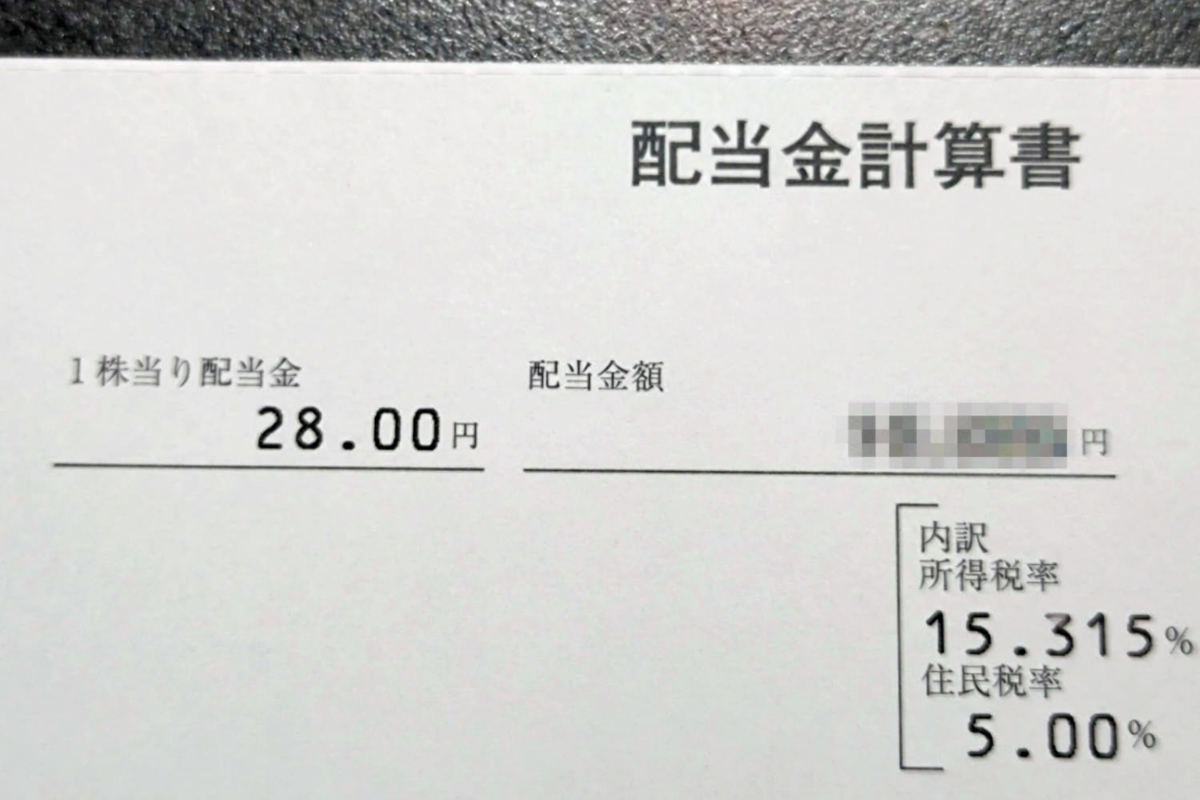 配当金計算書
1株当り配当金
28.00円
配当金額
円
内訳
所得税率
15.315%
住民税率
5.00%